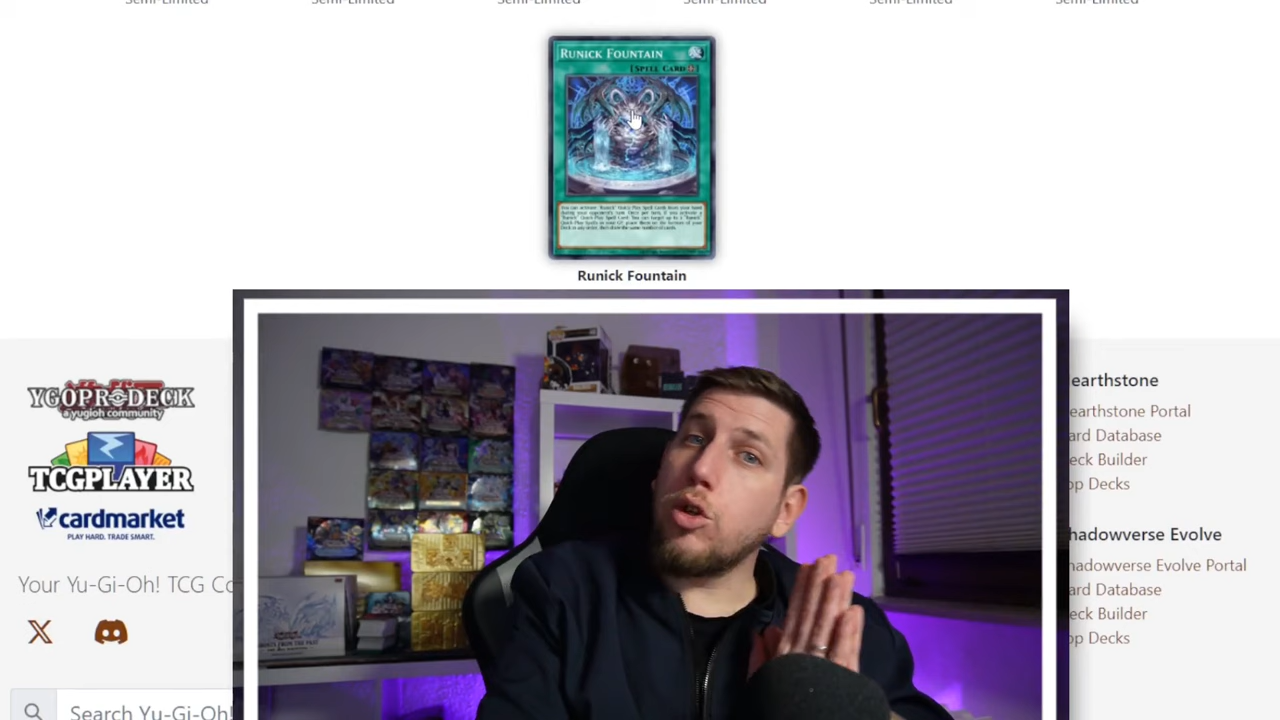 Semi-Limited Semi-Limited Semi-Limited Semi-Limited Semi-Limited Semi-Limited
RUNICK FOUNTAIN
[SPELL CARD
Runick Fountain
YGOPRODECK
a yugioh community
TCGPLAYER
cardmarket
PLAY HARD. TRADE SMART.
Your Yu-Gi-Oh! TCG Co
X
Search Yu-Gi-Oh!
earthstone
earthstone Portal
ard Database
eck Builder
op Decks
hadowverse Evolve
hadowverse Evolve Portal
ard Database
eck Builder
op Decks